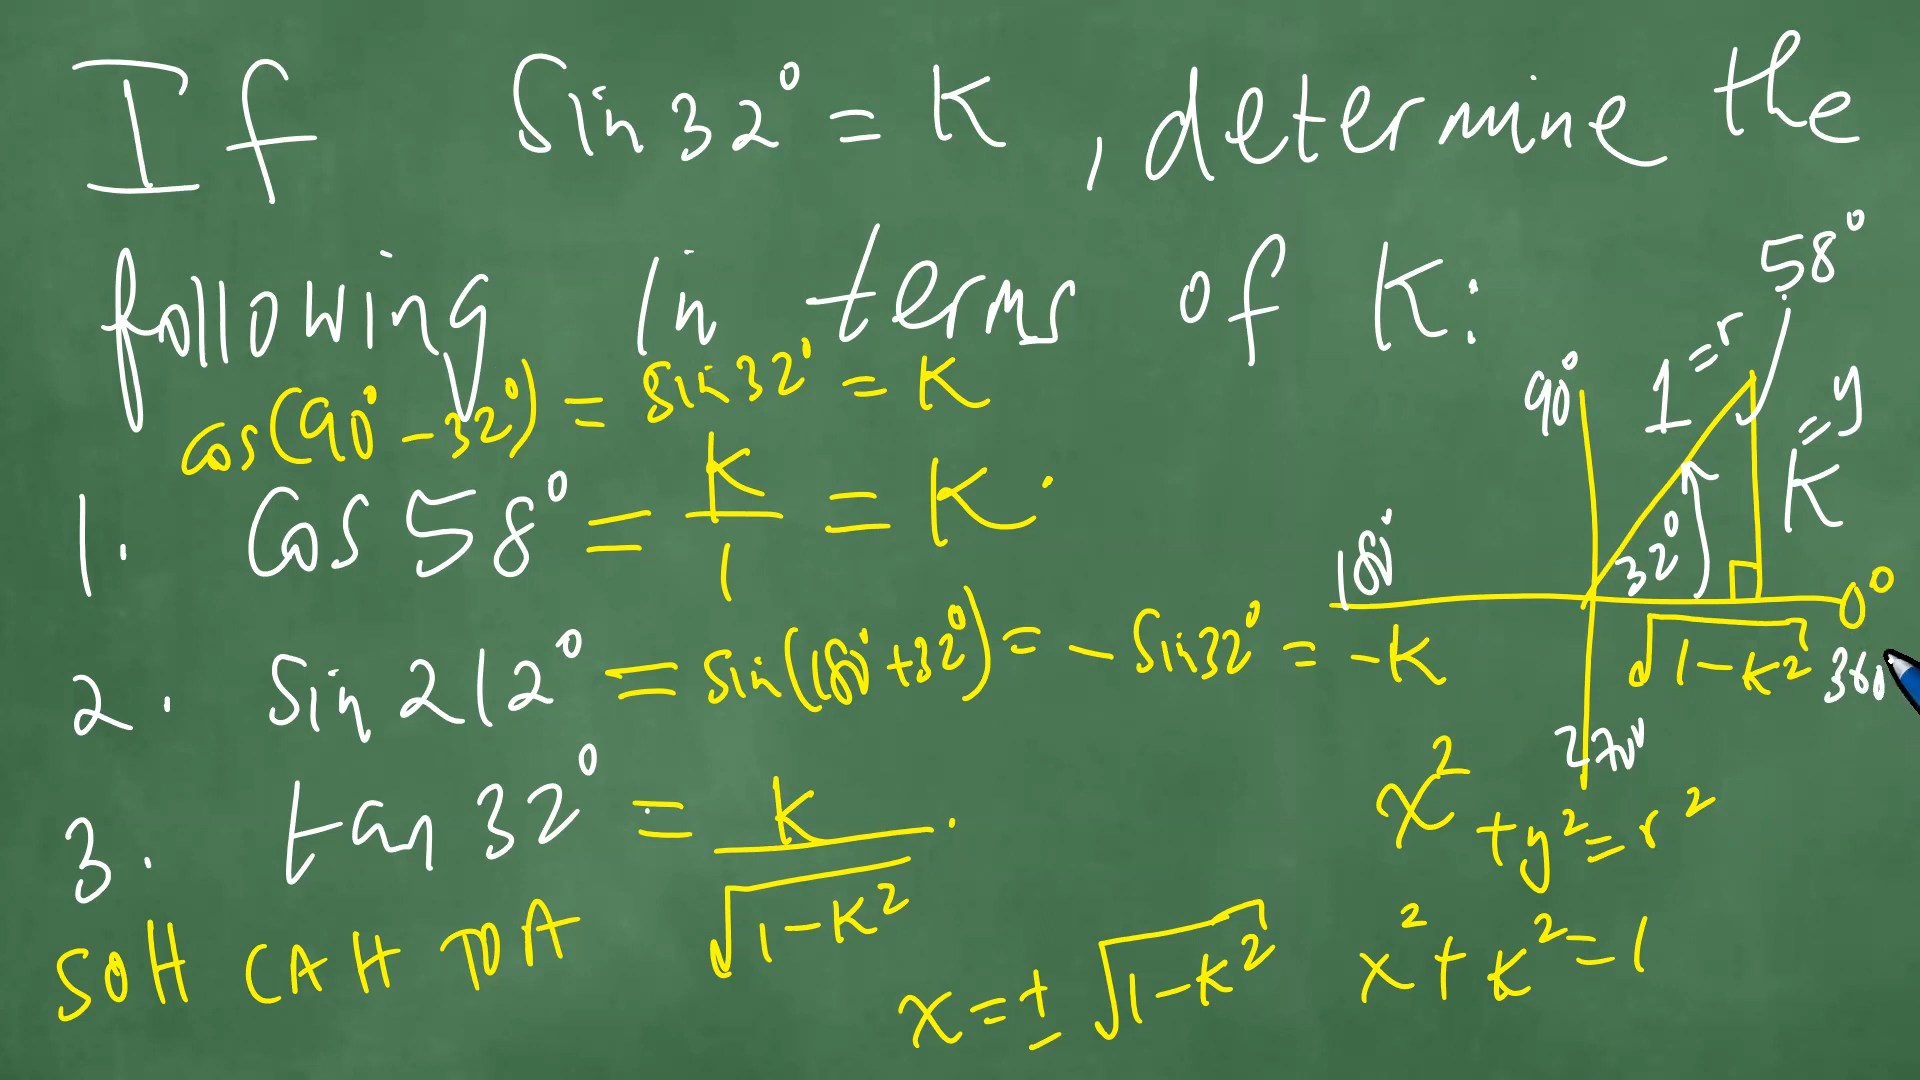 If Sin 32° = K, determine the
following in terms of K:
cos(90° - 32°) = sin 32° = K
1. Cos 58° = K/1 = K.
2. Sin 212° = sin(180° + 32°) = - sin 32° = -K
3. tan 32° = K/√(1-K²).
SOH CAH TOA
58°
1 = r
90°
K = y
32°
180°
0°
√(1-K²)
360
270°
x² + y² = r²
x² + K² = 1
x = ± √(1-K²)